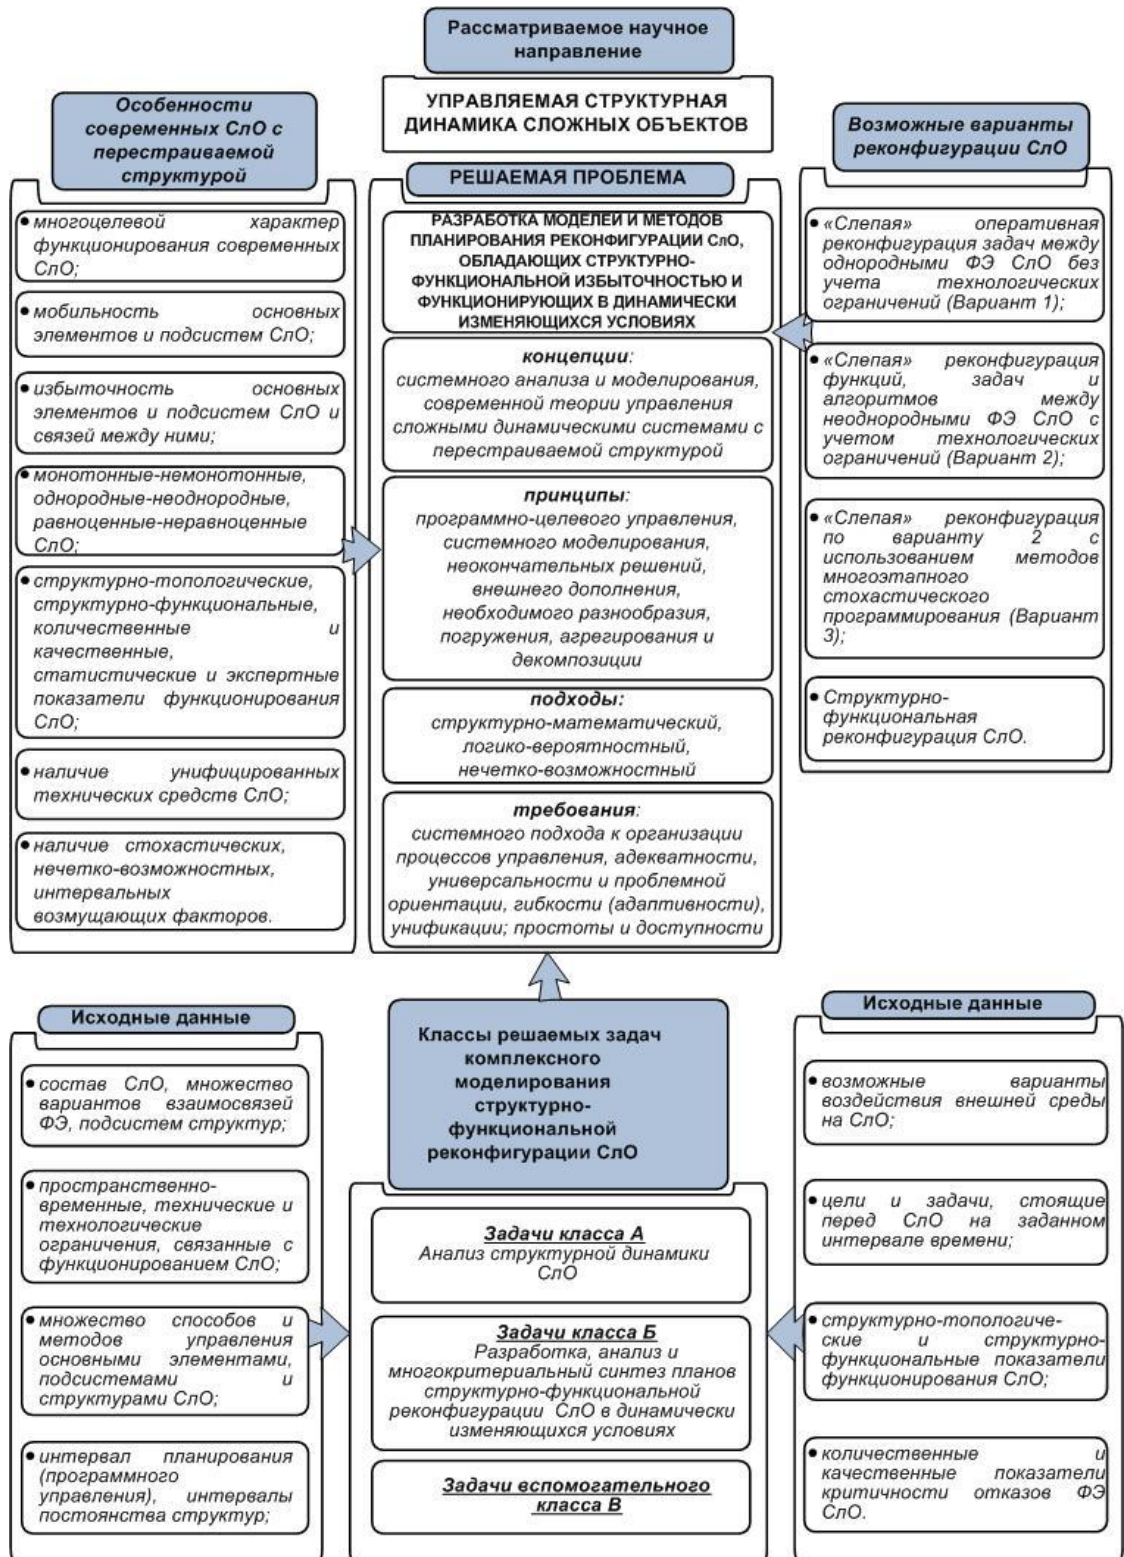 Рассматриваемое научное
направление
УПРАВЛЯЕМАЯ СТРУКТУРНАЯ
ДИНАМИКА СЛОЖНЫХ ОБЪЕКТОВ
Особенности
современных СлО с
перестраиваемой
структурой
• многоцелевой характер
функционирования современных
СлО;
• мобильность основных
элементов и подсистем СлО;
• избыточность основных
элементов и подсистем СлО и
связей между ними;
• монотонные-немонотонные,
однородные-неоднородные,
равноценные-неравноценные
СлО;
• структурно-топологические,
структурно-функциональные,
количественные и
качественные,
статистические и экспертные
показатели функционирования
СлО;
• наличие унифицированных
технических средств СлО;
• наличие стохастических,
нечетко-возможностных,
интервальных
возмущающих факторов.
РЕШАЕМАЯ ПРОБЛЕМА
РАЗРАБОТКА МОДЕЛЕЙ И МЕТОДОВ
ПЛАНИРОВАНИЯ РЕКОНФИГУРАЦИИ СлО,
ОБЛАДАЮЩИХ СТРУКТУРНО-
ФУНКЦИОНАЛЬНОЙ ИЗБЫТОЧНОСТЬЮ И
ФУНКЦИОНИРУЮЩИХ В ДИНАМИЧЕСКИ
ИЗМЕНЯЮЩИХСЯ УСЛОВИЯХ
концепции:
системного анализа и моделирования,
современной теории управления
сложными динамическими системами с
перестраиваемой структурой
принципы:
программно-целевого управления,
системного моделирования,
неокончательных решений,
внешнего дополнения,
необходимого разнообразия,
погружения, агрегирования и
декомпозиции
подходы:
структурно-математический,
логико-вероятностный,
нечетко-возможностный
требования:
системного подхода к организации
процессов управления, адекватности,
универсальности и проблемной
ориентации, гибкости (адаптивности),
унификации; простоты и доступности
Возможные варианты
реконфигурации СлО
• «Слепая» оперативная
реконфигурация задач между
однородными ФЭ СлО без
учета технологических
ограничений (Вариант 1);
• «Слепая» реконфигурация
функций, задач и
алгоритмов между
неоднородными ФЭ СлО с
учетом технологических
ограничений (Вариант 2);
• «Слепая» реконфигурация
по варианту 2 с
использованием методов
многоэтапного
стохастического
программирования (Вариант
3);
• Структурно-
функциональная
реконфигурация СлО.
Исходные данные
• состав СлО, множество
вариантов взаимосвязей
ФЭ, подсистем структур;
• пространственно-
временные, технические и
технологические
ограничения, связанные с
функционированием СлО;
• множество способов и
методов управления
основными элементами,
подсистемами и
структурами СлО;
• интервал планирования
(программного
управления), интервалы
постоянства структур;
Классы решаемых задач
комплексного
моделирования
структурно-
функциональной
реконфигурации СлО
Задачи класса А
Анализ структурной динамики
СлО
Задачи класса Б
Разработка, анализ и
многокритериальный синтез планов
структурно-функциональной
реконфигурации СлО в динамически
изменяющихся условиях
Задачи вспомогательного
класса В
Исходные данные
• возможные варианты
воздействия внешней среды
на СлО;
• цели и задачи, стоящие
перед СлО на заданном
интервале времени;
• структурно-топологиче-
ские и структурно-
функциональные показатели
функционирования СлО;
• количественные и
качественные показатели
критичности отказов ФЭ
СлО.